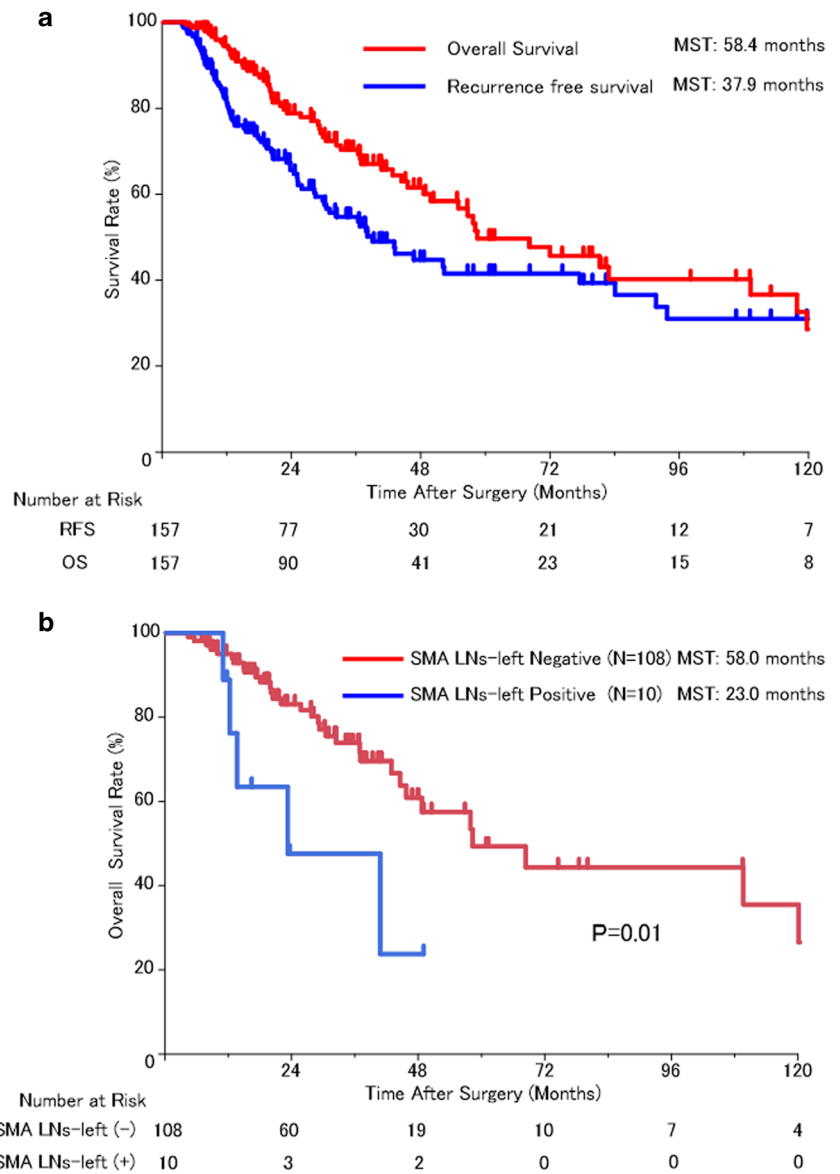 a
100
80
60
40
20
0
Survival Rate (%)
Overall Survival MST: 58.4 months
Recurrence free survival MST: 37.9 months
24 48 72 96 120
Time After Surgery (Months)
Number at Risk
RFS 157 77 30 21 12 7
OS 157 90 41 23 15 8
b
100
80
60
40
20
0
Overall Survival Rate (%)
SMA LNs-left Negative (N=108) MST: 58.0 months
SMA LNs-left Positive (N=10) MST: 23.0 months
P=0.01
24 48 72 96 120
Time After Surgery (Months)
Number at Risk
SMA LNs-left (-) 108 60 19 10 7 4
SMA LNs-left (+) 10 3 2 0 0 0